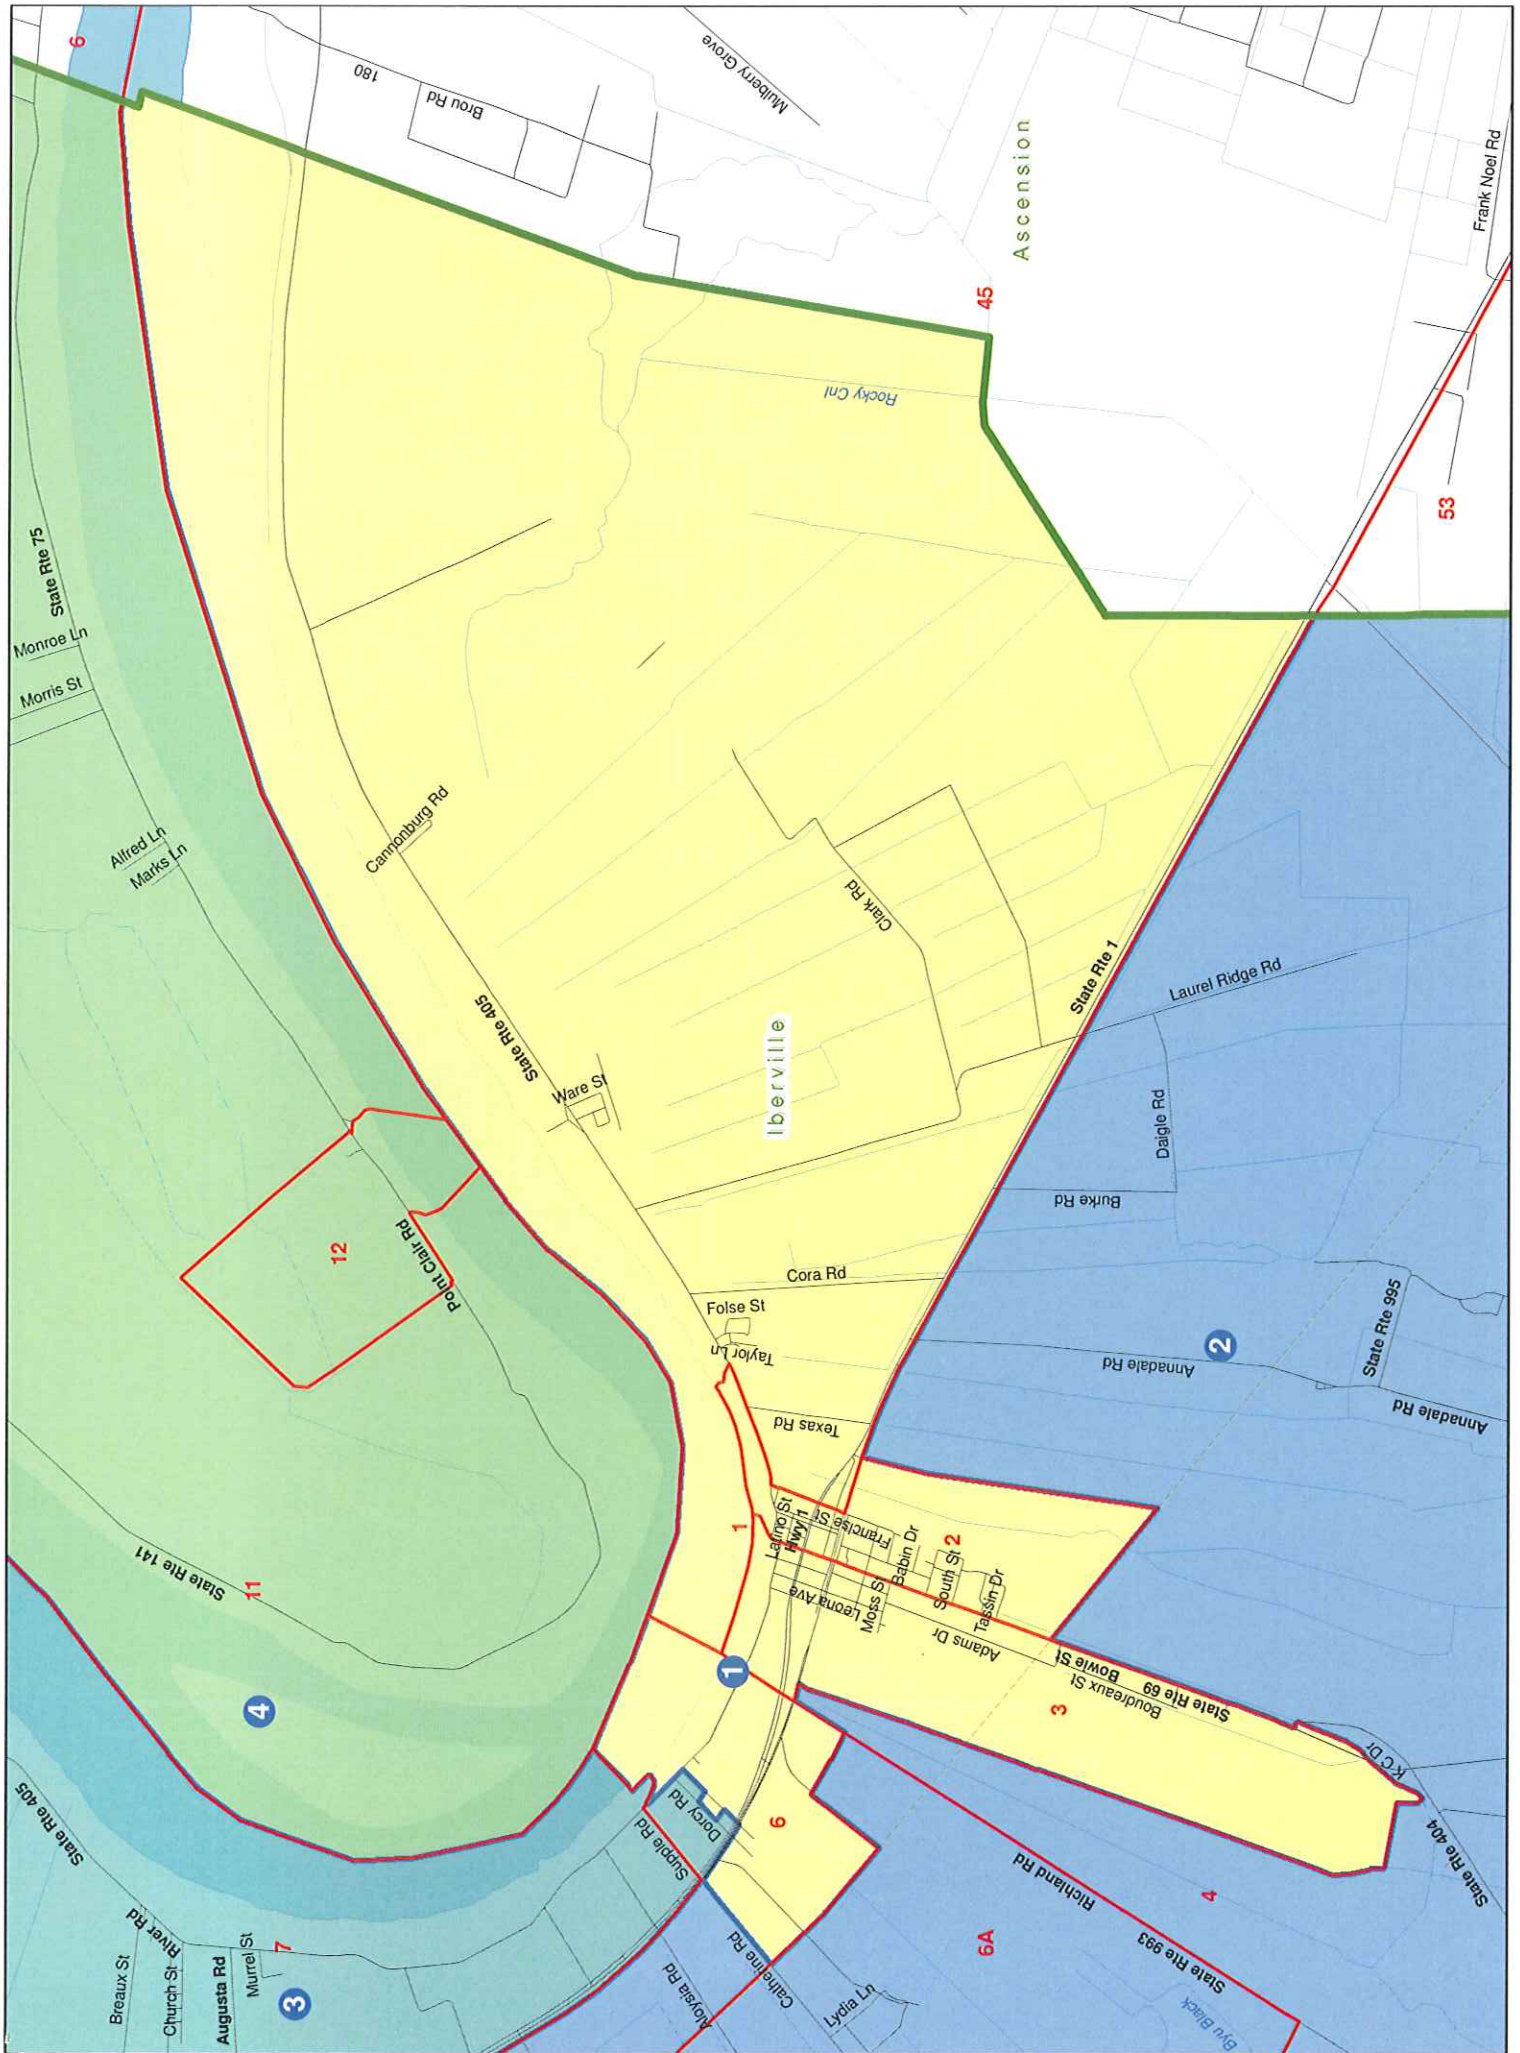 6
180
Brou Rd
Mulberry Grove
Ascension
Frank Noel Rd
45
53
Rocky Cnl
State Rte 75
Monroe Ln
Morris St
Alfred Ln
Marks Ln
Cannonburg Rd
Clark Rd
State Rte 405
Ware St
Iberville
State Rte 1
Laurel Ridge Rd
Daigle Rd
Burke Rd
12
Point Clair Rd
Cora Rd
Folse St
Taylor Ln
Texas Rd
Annadale Rd
2
State Rte 995
Annadale Rd
State Rte 141
11
1
Latino St
Hwy 1
Francise St
Babin Dr
2
South St
Tassin Dr
Leona Ave
Moss St
Adams Dr
Bowie St
State Rte 69
Boudreaux St
3
K C Dr
State Rte 404
1
4
State Rte 405
Dorcy Rd
Supple Rd
6
Richland Rd
4
State Rte 993
6A
Byu Black
River Rd
7
Breaux St
Church St
Augusta Rd
Murrel St
3
Catherine Rd
Aloysia Rd
Lydia Ln